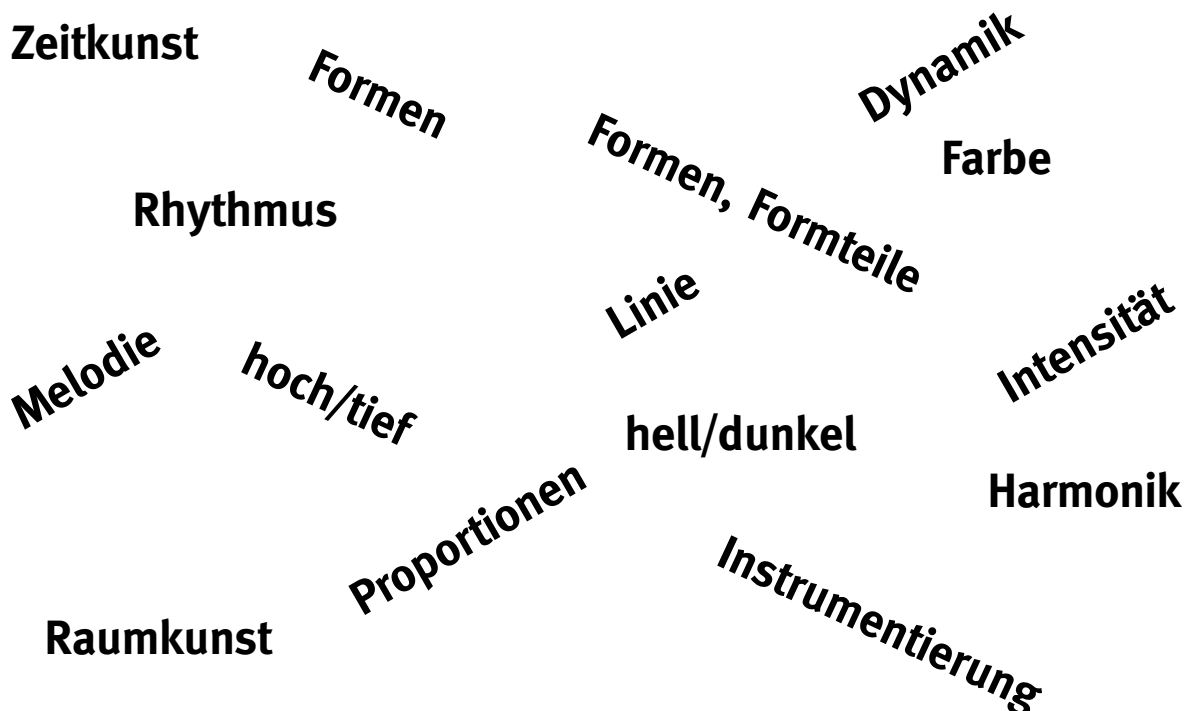 Zeitkunst
Formen
Dynamik
Formen, Formteile
Farbe
Rhythmus
Linie
Intensität
Melodie
hoch/tief
hell/dunkel
Harmonik
Proportionen
Instrumentierung
Raumkunst